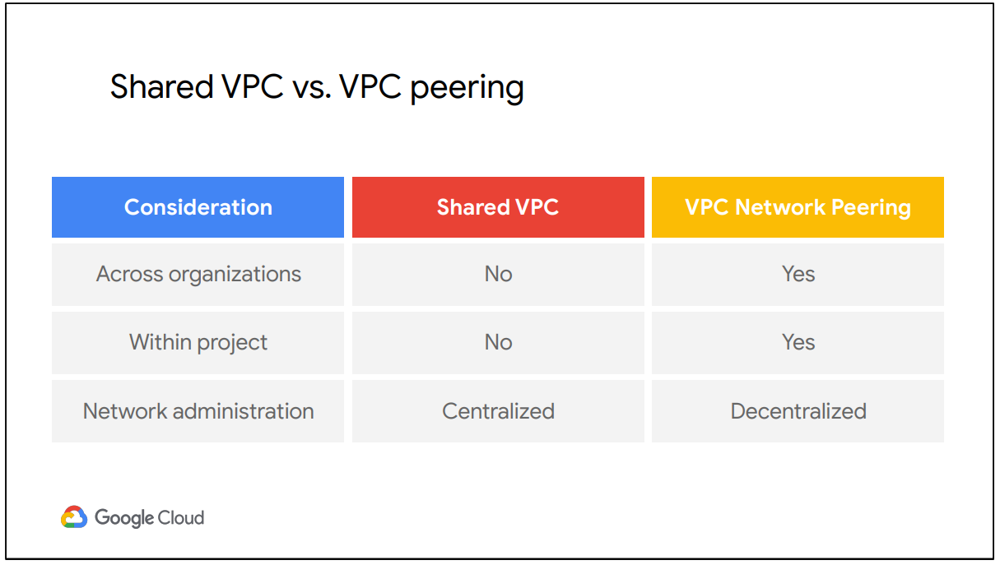 Shared VPC vs. VPC peering
Consideration Shared VPC VPC Network Peering
Across organizations No Yes
Within project No Yes
Network administration Centralized Decentralized
Google Cloud